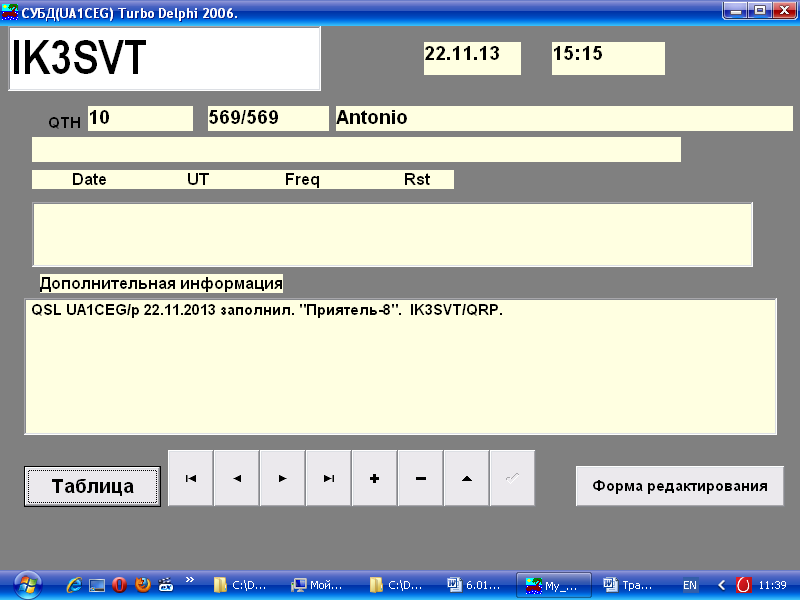 СУБД(UA1CEG) Turbo Delphi 2006.
IK3SVT
22.11.13 15:15
QTH 10 569/569 Antonio
Date UT Freq Rst
Дополнительная информация
QSL UA1CEG/p 22.11.2013 заполнил. "Приятель-8". IK3SVT/QRP.
Таблица
Форма редактирования
C:\D... Мой... C:\D... 6.01... My_... Тра... EN 11:39